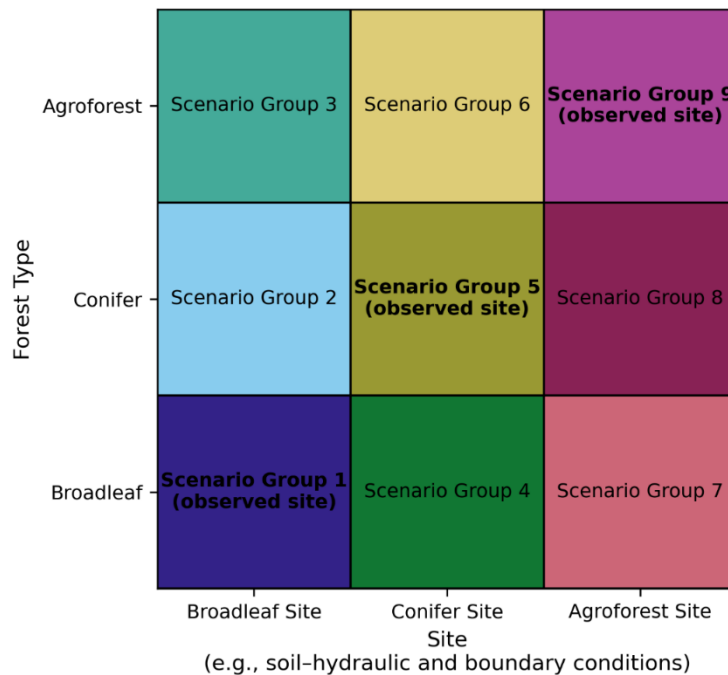 Agroforest
Scenario Group 3
Scenario Group 6
Scenario Group 9
(observed site)
Forest Type
Conifer
Scenario Group 2
Scenario Group 5
(observed site)
Scenario Group 8
Broadleaf
Scenario Group 1
(observed site)
Scenario Group 4
Scenario Group 7
Broadleaf Site
Conifer Site
Agroforest Site
Site
(e.g., soil–hydraulic and boundary conditions)